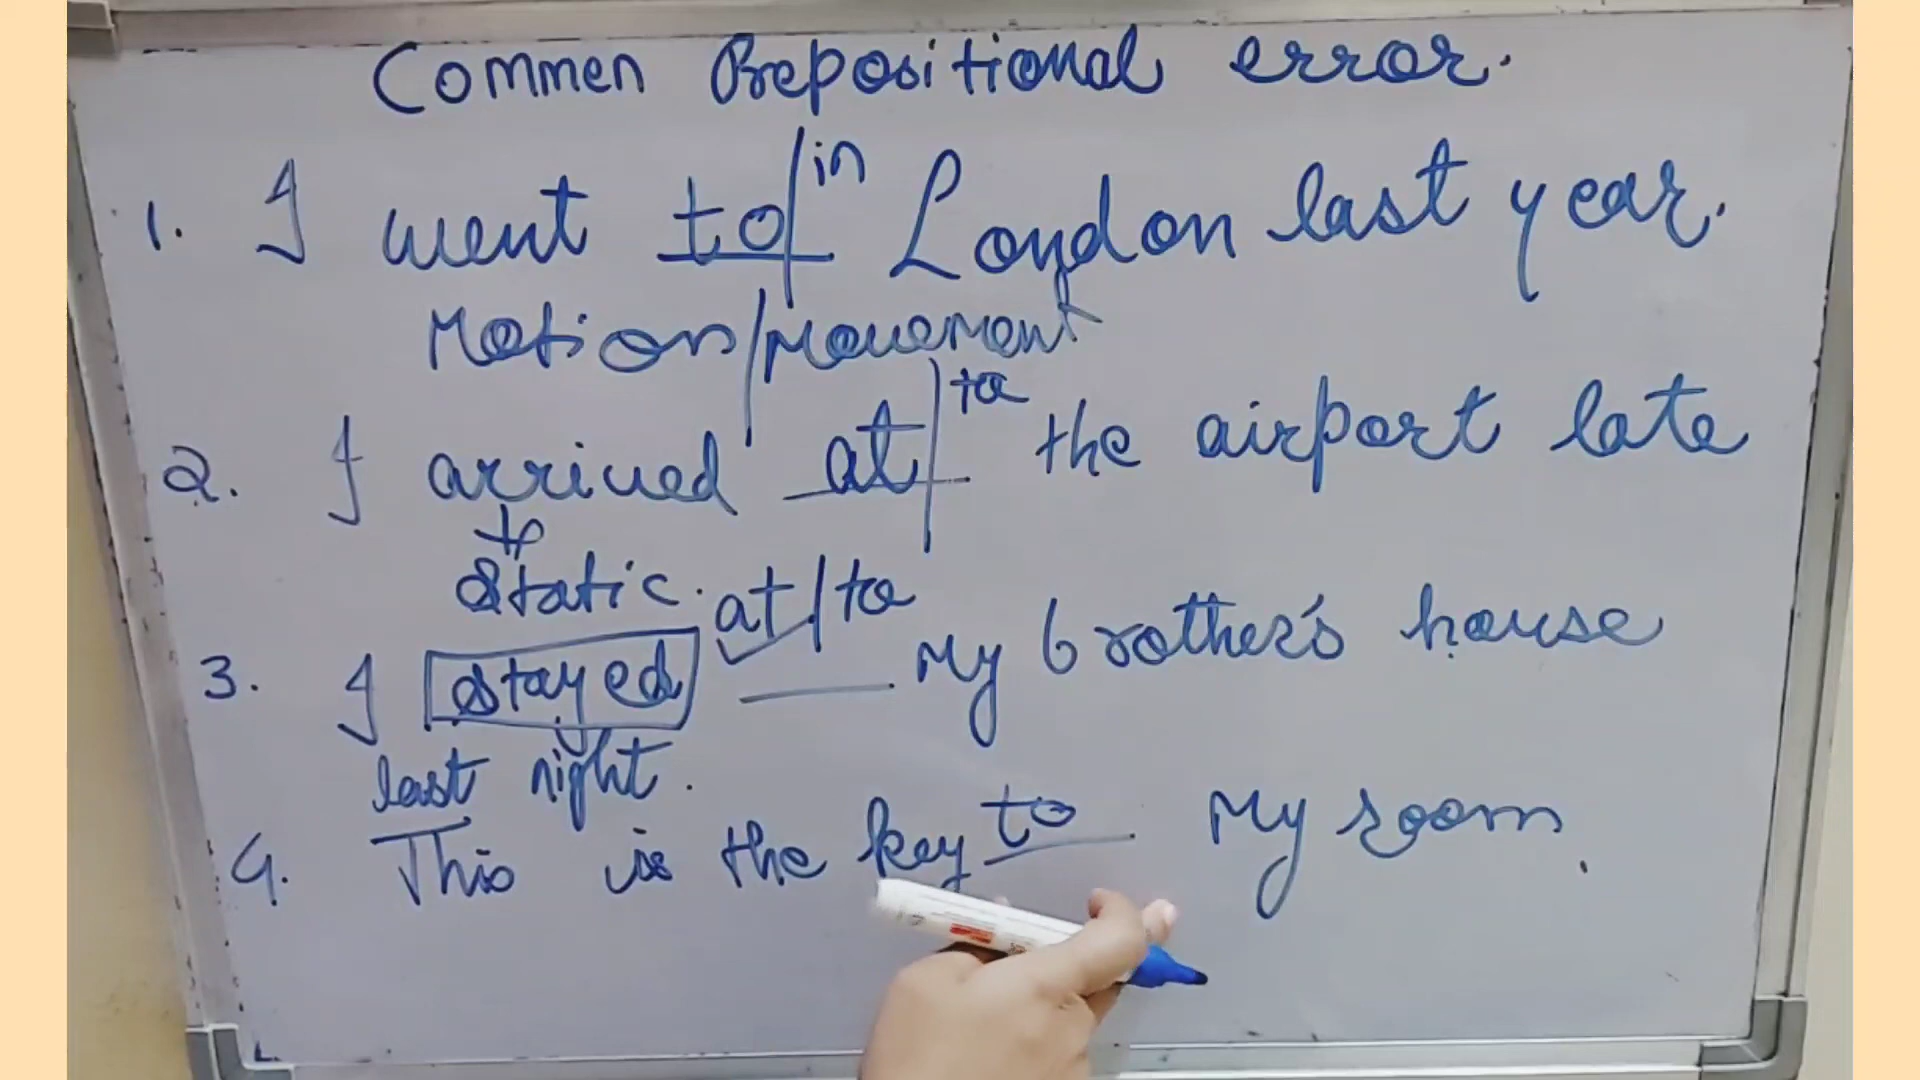 Commen Prepositional error.
1. I went to/in London last year.
Motion/Movement
2. I arrived at/to the airport late
static.
at/to
3. I stayed ___ My brother's house
last night.
4. This is the key to My room.